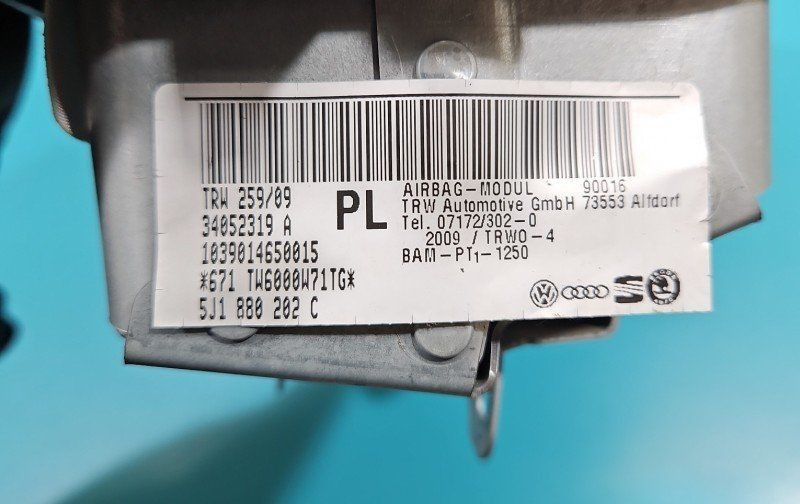 TRW 259/09
34052319 A
1039014650015
*671 TW6000W71TG*
5J1 880 202 C
PL
AIRBAG-MODUL 90016
TRW Automotive GmbH 73553 Alfdorf
Tel. 07172/302-0
2009 / TRWO-4
BAM-PT1-1250